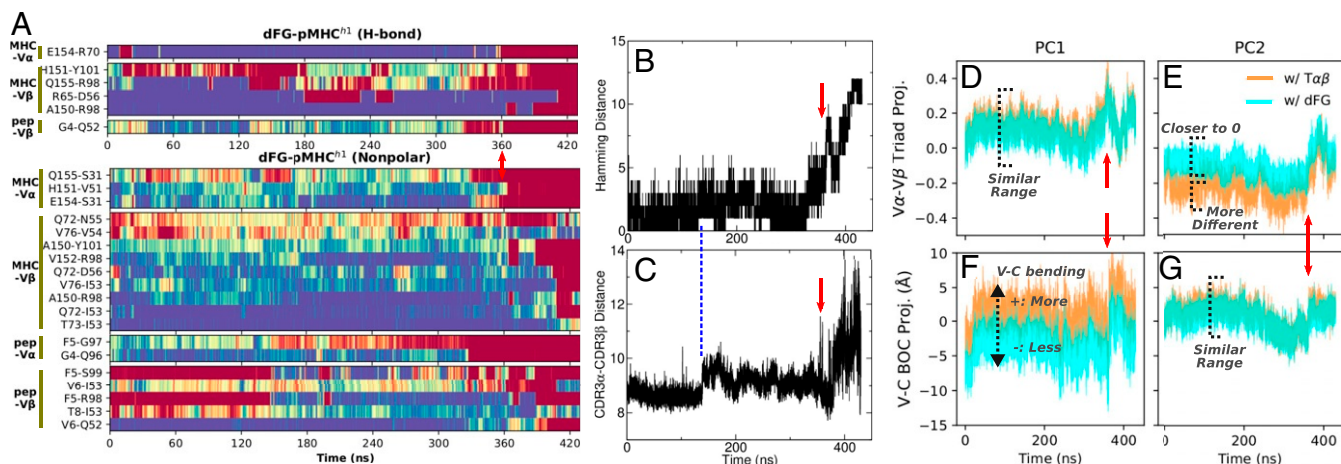 A
dFG-pMHC^h1 (H-bond)
MHC
-Vα
E154-R70
MHC
-Vβ
H151-Y101
Q155-R98
R65-D56
A150-R98
pep
-Vβ
G4-Q52
0 60 120 180 240 300 360 420
dFG-pMHC^h1 (Nonpolar)
MHC
-Vα
Q155-S31
H151-V51
E154-S31
MHC
-Vβ
Q72-N55
V76-V54
A150-Y101
V152-R98
Q72-D56
V76-I53
A150-R98
Q72-I53
T73-I53
pep
-Vα
F5-G97
G4-Q96
pep
-Vβ
F5-S99
V6-I53
F5-R98
T8-I53
V6-Q52
0 60 120 180 240 300 360 420
Time (ns)
B
Hamming Distance
15
10
5
0
0 200 400
C
CDR3α-CDR3β Distance
14
12
10
8
0 200 400
Time (ns)
PC1
PC2
D
Vα-Vβ Triad Proj.
0.4
0.2
0.0
-0.2
-0.4
Similar
Range
E
w/ Tαβ
w/ dFG
Closer to 0
More
Different
F
V-C BOC Proj. (Å)
10
5
0
−5
−10
−15
V-C bending
+: More
-: Less
0 200 400
Time (ns)
G
Similar
Range
0 200 400
Time (ns)